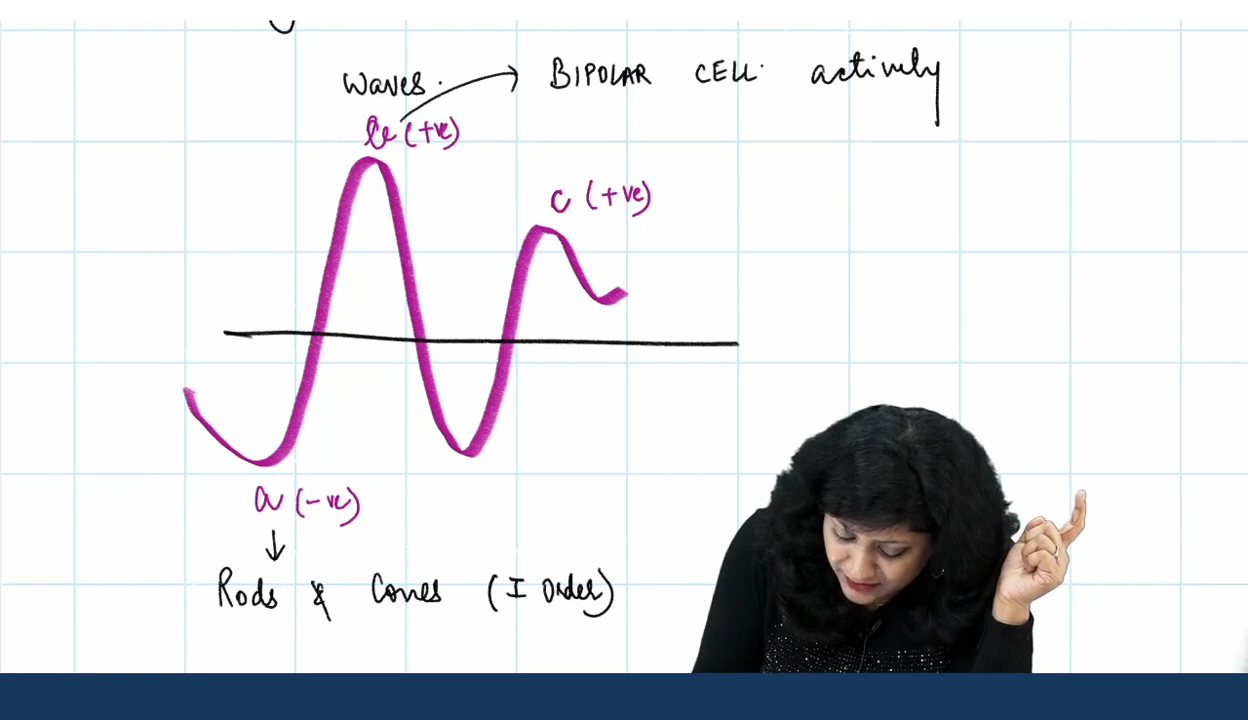 Waves. → BIPOLAR CELL. activity
b (+ve)
c (+ve)
a (-ve)
↓
Rods & Cones (I order)